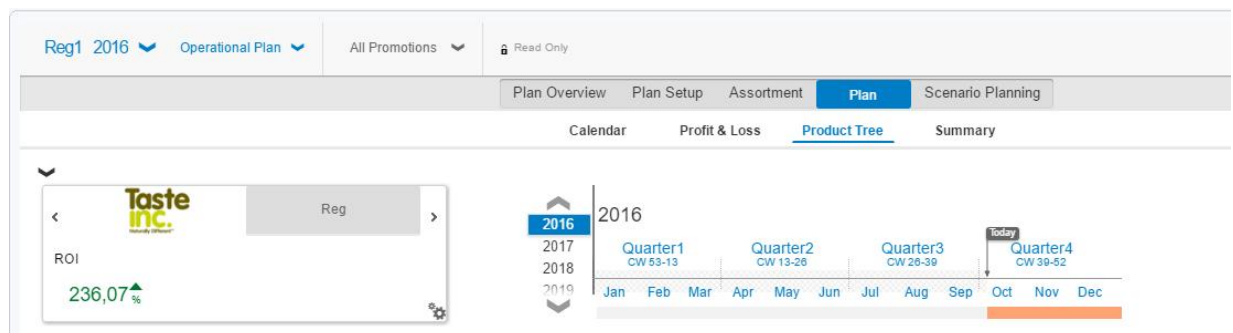 Reg1 2016 Operational Plan All Promotions Read Only
Plan Overview Plan Setup Assortment Plan Scenario Planning
Calendar Profit & Loss Product Tree Summary
Taste
inc.
Naturally Different
Reg
ROI
236,07 %
2016
2017
2018
2019
2016
Today
Quarter1 Quarter2 Quarter3 Quarter4
CW 53-13 CW 13-26 CW 26-39 CW 39-52
Jan Feb Mar Apr May Jun Jul Aug Sep Oct Nov Dec